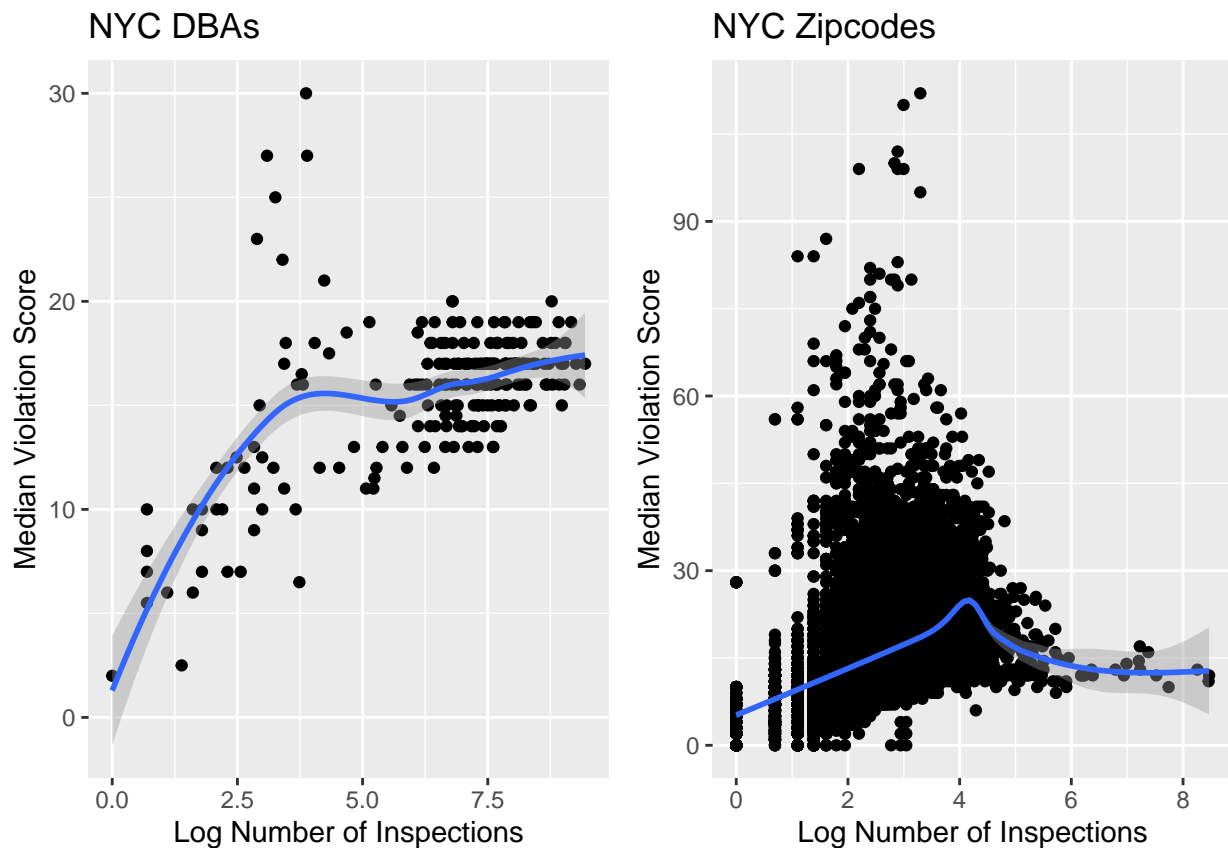 NYC DBAs
NYC Zipcodes
Median Violation Score
30
20
10
0
0.0 2.5 5.0 7.5
Log Number of Inspections
Median Violation Score
90
60
30
0
0 2 4 6 8
Log Number of Inspections